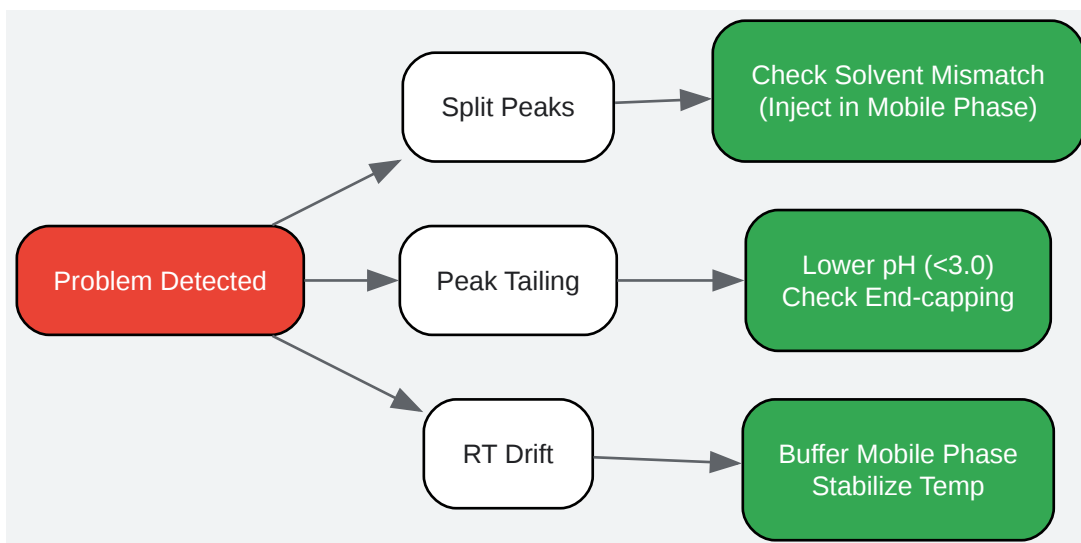 Problem Detected
Split Peaks
Check Solvent Mismatch
(Inject in Mobile Phase)
Peak Tailing
Lower pH (<3.0)
Check End-capping
RT Drift
Buffer Mobile Phase
Stabilize Temp